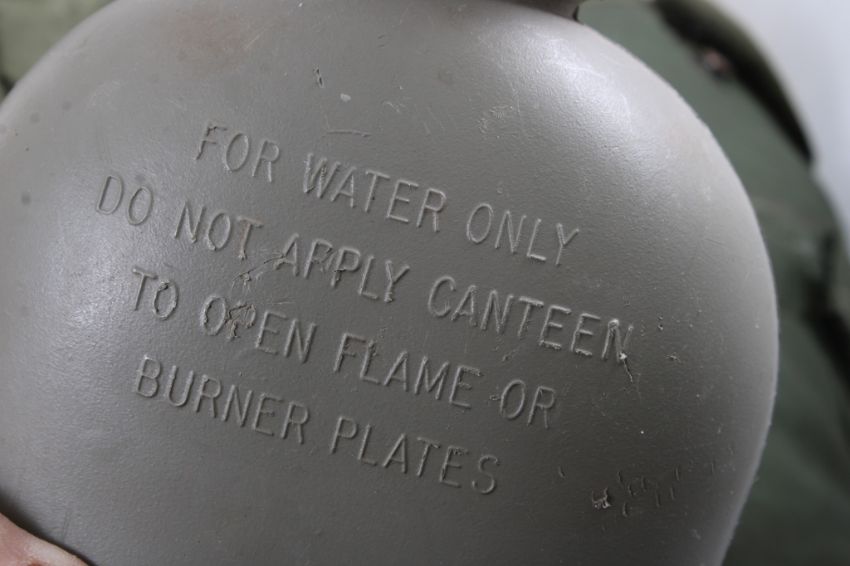 FOR WATER ONLY
DO NOT APPLY CANTEEN
TO OPEN FLAME OR
BURNER PLATES